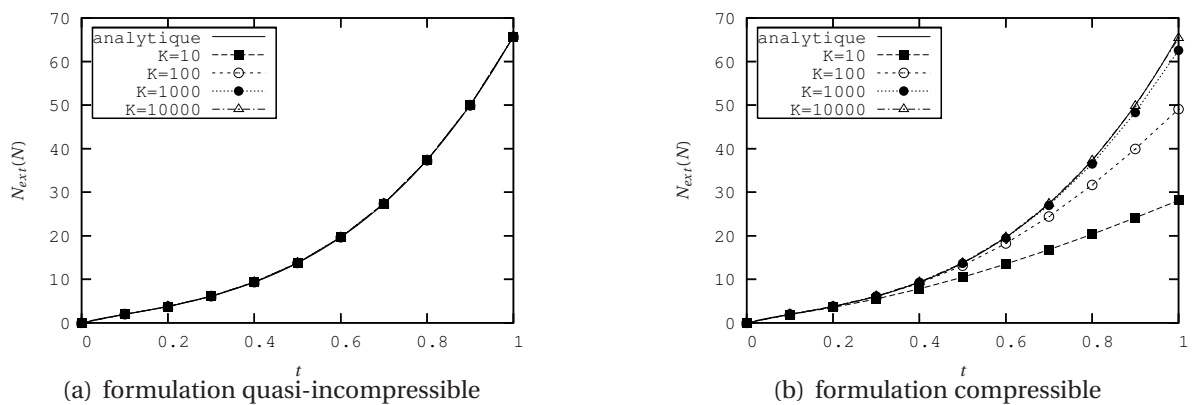 70
60
50
40
30
20
10
0
N_ext(N)
analytique
K=10
K=100
K=1000
K=10000
0 0.2 0.4 0.6 0.8 1
t
(a) formulation quasi-incompressible
70
60
50
40
30
20
10
0
N_ext(N)
analytique
K=10
K=100
K=1000
K=10000
0 0.2 0.4 0.6 0.8 1
t
(b) formulation compressible